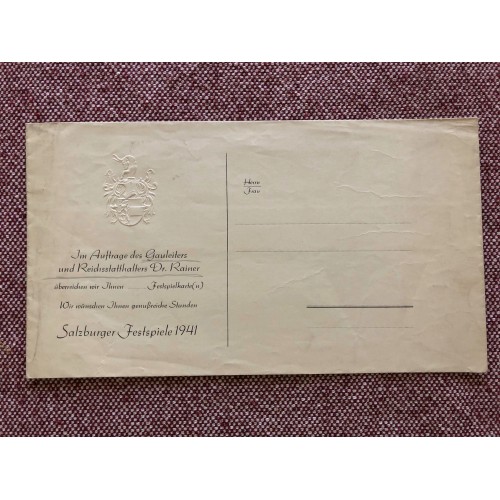 Im Auftrage des Gauleiters
und Reichsstatthalters Dr. Rainer
überreichen wir Ihnen ........ Festspielkarte(n)
Wir wünschen Ihnen genußreiche Stunden
Salzburger Festspiele 1941
Herrn
Frau